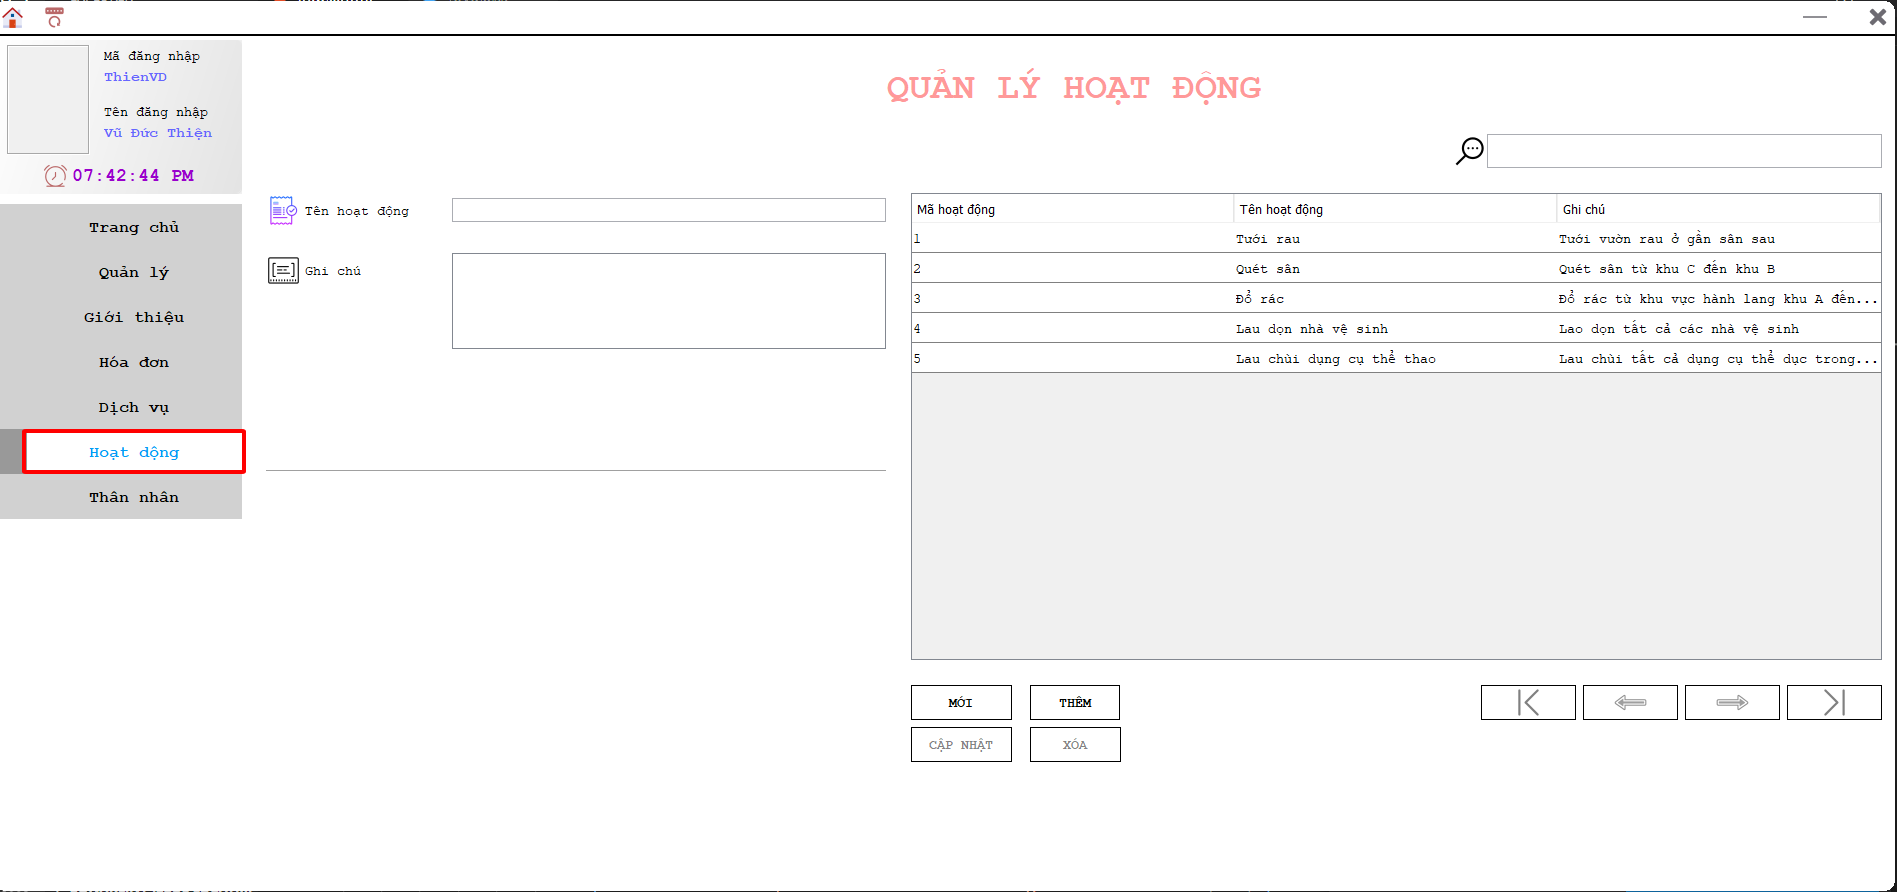 Mã đăng nhập
ThienVD
Tên đăng nhập
Vũ Đức Thiện
07:42:44 PM
Trang chủ
Quản lý
Giới thiệu
Hóa đơn
Dịch vụ
Hoạt dộng
Thân nhân
QUẢN LÝ HOẠT ĐỘNG
Tên hoạt động
Ghi chú
Mã hoạt động Tên hoạt động Ghi chú
1 Tưới rau Tưới vườn rau ở gần sân sau
2 Quét sân Quét sân từ khu C đến khu B
3 Đổ rác Đổ rác từ khu vực hành lang khu A đến...
4 Lau dọn nhà vệ sinh Lao dọn tất cả các nhà vệ sinh
5 Lau chùi dụng cụ thể thao Lau chùi tất cả dụng cụ thể dục trong...
MÓI THÊM
CẬP NHẬT XÓA